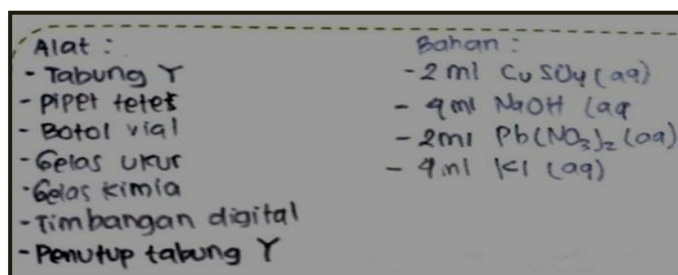 Alat :
- Tabung Y
- pipet tetes
- Botol vial
- Gelas ukur
- Gelas kimia
- Timbangan digital
- Penutup tabung Y
Bahan :
- 2 ml CuSO4 (aq)
- 4 ml NaOH (aq
- 2 ml Pb(NO3)2 (aq)
- 4 ml KI (aq)